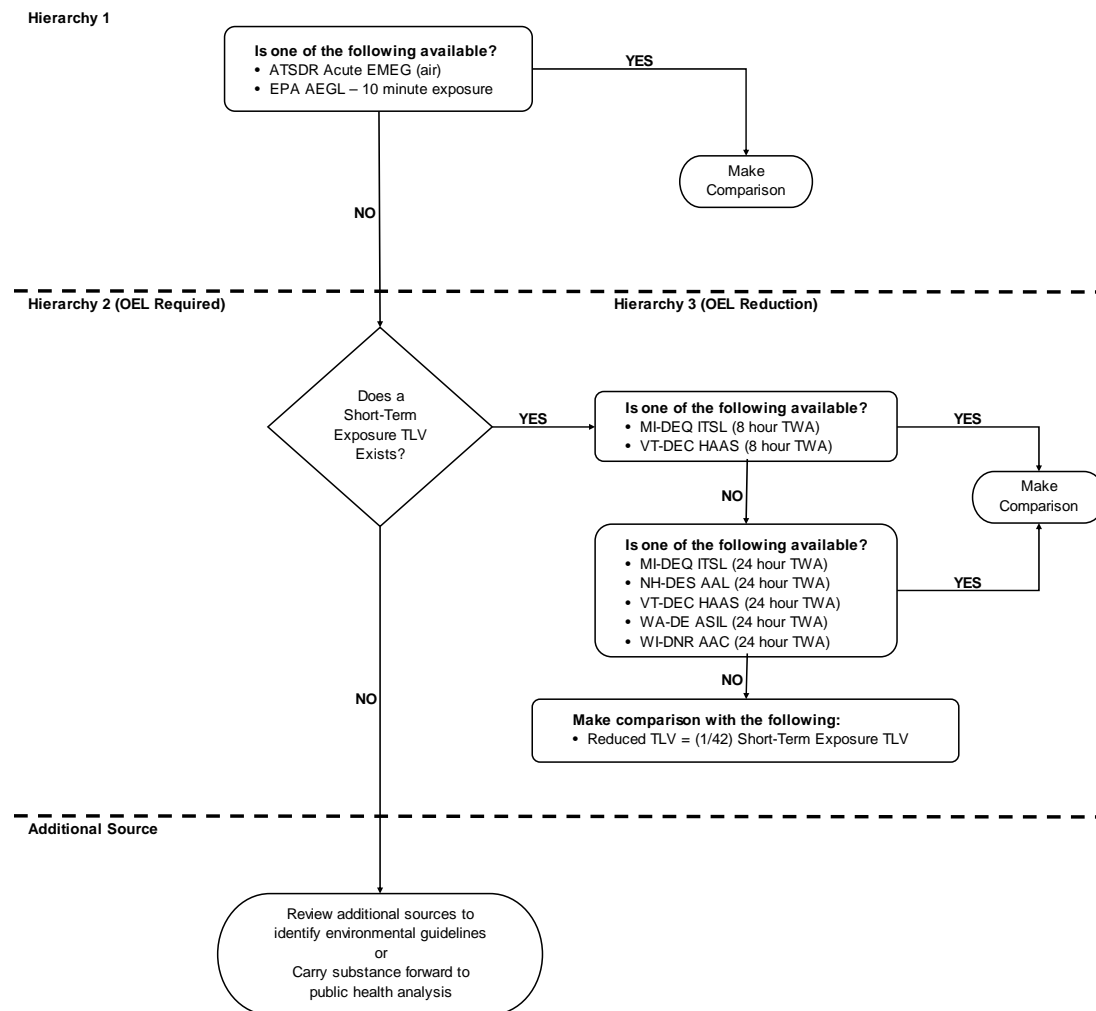 Hierarchy 1
Is one of the following available?
• ATSDR Acute EMEG (air)
• EPA AEGL – 10 minute exposure
YES
Make
Comparison
NO
Hierarchy 2 (OEL Required)
Hierarchy 3 (OEL Reduction)
Does a
Short-Term
Exposure TLV
Exists?
YES
Is one of the following available?
• MI-DEQ ITSL (8 hour TWA)
• VT-DEC HAAS (8 hour TWA)
YES
Make
Comparison
NO
Is one of the following available?
• MI-DEQ ITSL (24 hour TWA)
• NH-DES AAL (24 hour TWA)
• VT-DEC HAAS (24 hour TWA)
• WA-DE ASIL (24 hour TWA)
• WI-DNR AAC (24 hour TWA)
YES
NO
NO
Make comparison with the following:
• Reduced TLV = (1/42) Short-Term Exposure TLV
Additional Source
Review additional sources to
identify environmental guidelines
or
Carry substance forward to
public health analysis